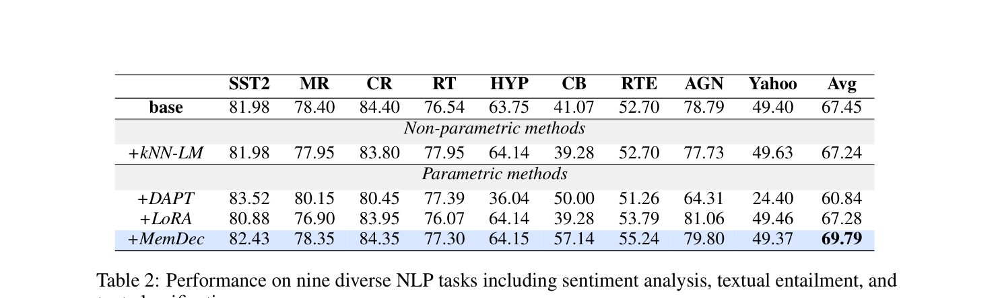 SST2 MR CR RT HYP CB RTE AGN Yahoo Avg
base 81.98 78.40 84.40 76.54 63.75 41.07 52.70 78.79 49.40 67.45
Non-parametric methods
+kNN-LM 81.98 77.95 83.80 77.95 64.14 39.28 52.70 77.73 49.63 67.24
Parametric methods
+DAPT 83.52 80.15 80.45 77.39 36.04 50.00 51.26 64.31 24.40 60.84
+LoRA 80.88 76.90 83.95 76.07 64.14 39.28 53.79 81.06 49.46 67.28
+MemDec 82.43 78.35 84.35 77.30 64.15 57.14 55.24 79.80 49.37 69.79
Table 2: Performance on nine diverse NLP tasks including sentiment analysis, textual entailment, and